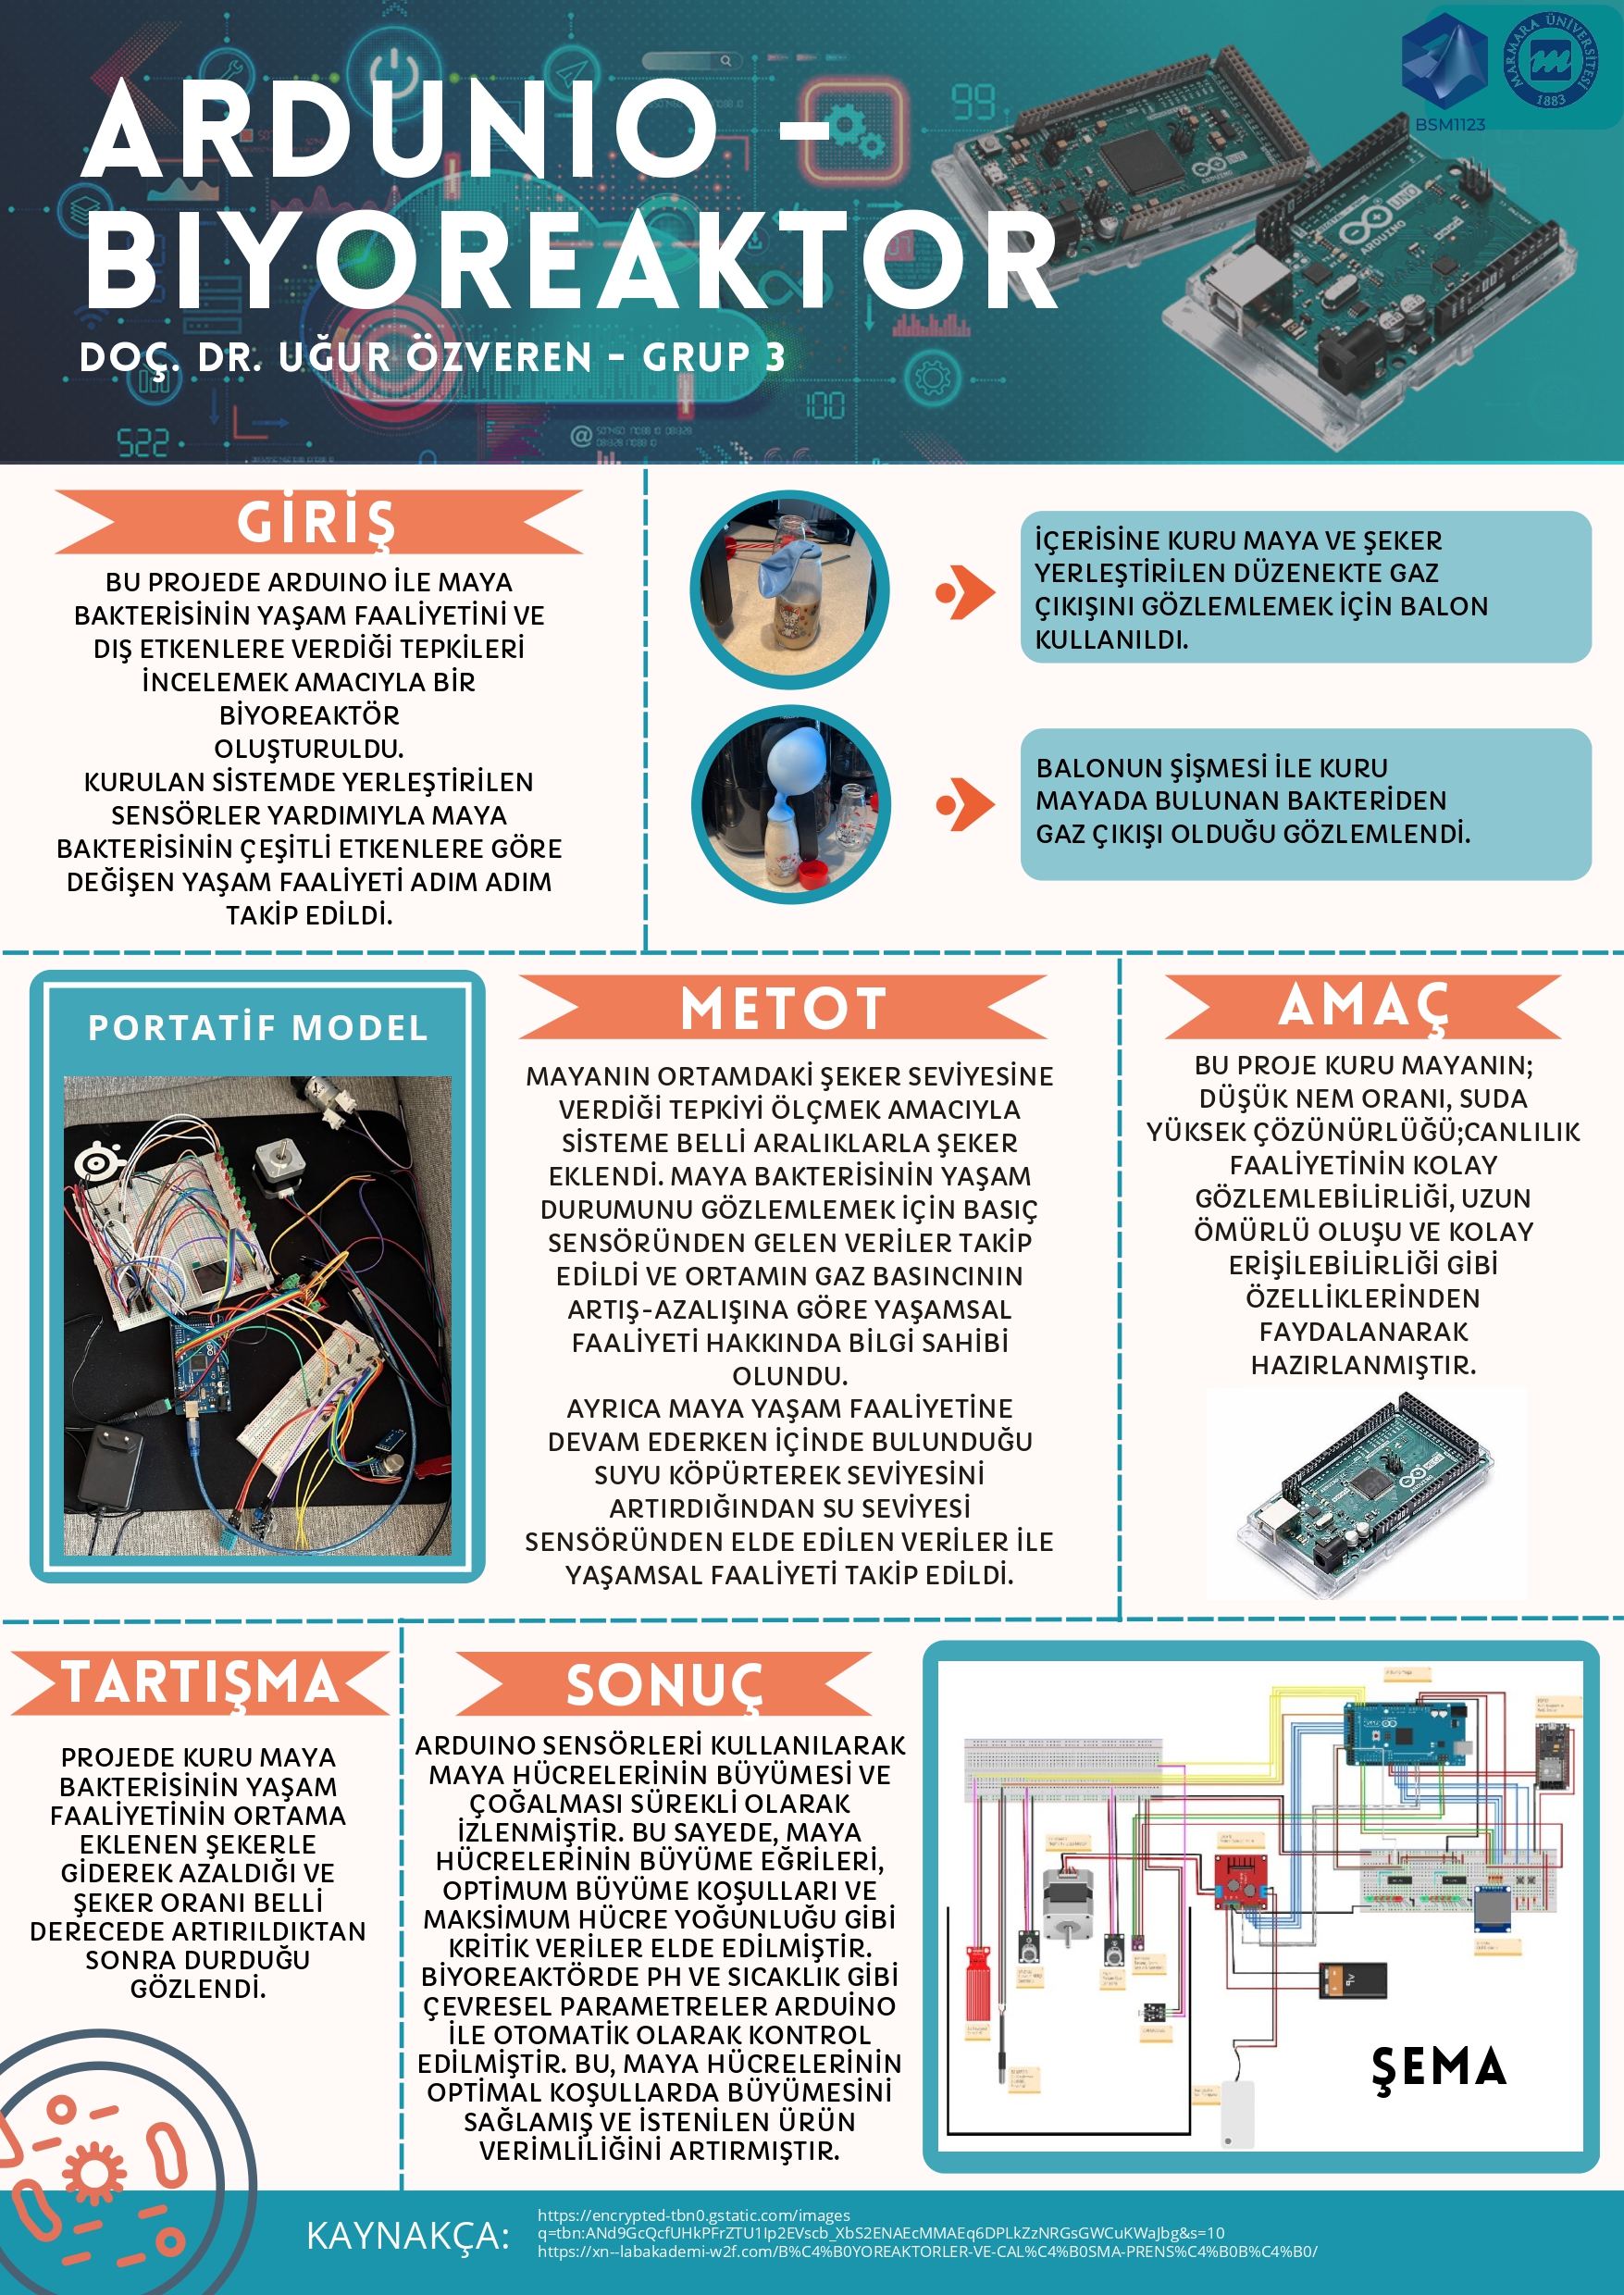 ARDUNIO -
BIYOREAKTOR
DOÇ. DR. UĞUR ÖZVEREN - GRUP 3
BSM1123
MARMARA ÜNİVERSİTESİ
1883
99
522
100
GİRİŞ
BU PROJEDE ARDUINO İLE MAYA
BAKTERİSİNİN YAŞAM FAALİYETİNİ VE
DIŞ ETKENLERE VERDİĞİ TEPKİLERİ
İNCELEMEK AMACIYLA BİR
BİYOREAKTÖR
OLUŞTURULDU.
KURULAN SİSTEMDE YERLEŞTİRİLEN
SENSÖRLER YARDIMIYLA MAYA
BAKTERİSİNİN ÇEŞİTLİ ETKENLERE GÖRE
DEĞİŞEN YAŞAM FAALİYETİ ADIM ADIM
TAKİP EDİLDİ.
İÇERİSİNE KURU MAYA VE ŞEKER
YERLEŞTİRİLEN DÜZENEKTE GAZ
ÇIKIŞINI GÖZLEMLEMEK İÇİN BALON
KULLANILDI.
BALONUN ŞİŞMESİ İLE KURU
MAYADA BULUNAN BAKTERİDEN
GAZ ÇIKIŞI OLDUĞU GÖZLEMLENDİ.
PORTATİF MODEL
METOT
MAYANIN ORTAMDAKİ ŞEKER SEVİYESİNE
VERDİĞİ TEPKİYİ ÖLÇMEK AMACIYLA
SİSTEME BELLİ ARALIKLARLA ŞEKER
EKLENDİ. MAYA BAKTERİSİNİN YAŞAM
DURUMUNU GÖZLEMLEMEK İÇİN BASIÇ
SENSÖRÜNDEN GELEN VERİLER TAKİP
EDİLDİ VE ORTAMIN GAZ BASINCININ
ARTIŞ-AZALIŞINA GÖRE YAŞAMSAL
FAALİYETİ HAKKINDA BİLGİ SAHİBİ
OLUNDU.
AYRICA MAYA YAŞAM FAALİYETİNE
DEVAM EDERKEN İÇİNDE BULUNDUĞU
SUYU KÖPÜRTEREK SEVİYESİNİ
ARTIRDIĞINDAN SU SEVİYESİ
SENSÖRÜNDEN ELDE EDİLEN VERİLER İLE
YAŞAMSAL FAALİYETİ TAKİP EDİLDİ.
AMAÇ
BU PROJE KURU MAYANIN;
DÜŞÜK NEM ORANI, SUDA
YÜKSEK ÇÖZÜNÜRLÜĞÜ;CANLILIK
FAALİYETİNİN KOLAY
GÖZLEMLEBİLİRLİĞİ, UZUN
ÖMÜRLÜ OLUŞU VE KOLAY
ERİŞİLEBİLİRLİĞİ GİBİ
ÖZELLİKLERİNDEN
FAYDALANARAK
HAZIRLANMIŞTIR.
TARTIŞMA
PROJEDE KURU MAYA
BAKTERİSİNİN YAŞAM
FAALİYETİNİN ORTAMA
EKLENEN ŞEKERLE
GİDEREK AZALDIĞI VE
ŞEKER ORANI BELLİ
DERECEDE ARTIRILDIKTAN
SONRA DURDUĞU
GÖZLENDİ.
SONUÇ
ARDUINO SENSÖRLERİ KULLANILARAK
MAYA HÜCRELERİNİN BÜYÜMESİ VE
ÇOĞALMASI SÜREKLİ OLARAK
İZLENMİŞTİR. BU SAYEDE, MAYA
HÜCRELERİNİN BÜYÜME EĞRİLERİ,
OPTİMUM BÜYÜME KOŞULLARI VE
MAKSİMUM HÜCRE YOĞUNLUĞU GİBİ
KRİTİK VERİLER ELDE EDİLMİŞTİR.
BİYOREAKTÖRDE PH VE SICAKLIK GİBİ
ÇEVRESEL PARAMETRELER ARDUİNO
İLE OTOMATİK OLARAK KONTROL
EDİLMİŞTİR. BU, MAYA HÜCRELERİNİN
OPTİMAL KOŞULLARDA BÜYÜMESİNİ
SAĞLAMIŞ VE İSTENİLEN ÜRÜN
VERİMLİLİĞİNİ ARTIRMIŞTIR.
ŞEMA
KAYNAKÇA:
https://encrypted-tbn0.gstatic.com/images
q=tbn:ANd9GcQcfUHkPFrZTU1Ip2EVscb_XbS2ENAEcMMAEq6DPLkZzNRGsGWCuKWaJbg&s=10
https://xn--labakademi-w2f.com/B%C4%B0YOREAKTORLER-VE-CAL%C4%B0SMA-PRENS%C4%B0B%C4%B0/